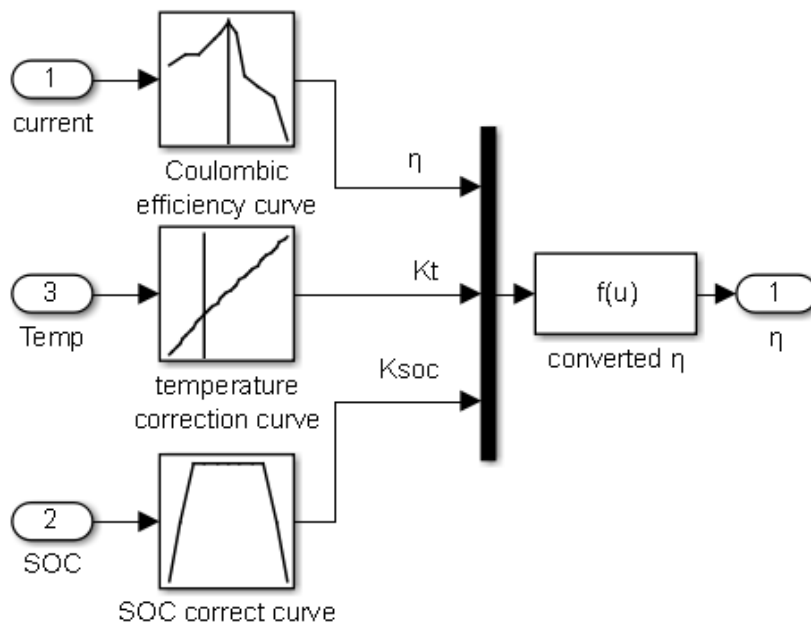 1
current
Coulombic
efficiency curve
η
3
Temp
Kt
temperature
correction curve
Ksoc
2
SOC
SOC correct curve
f(u)
converted η
1
η